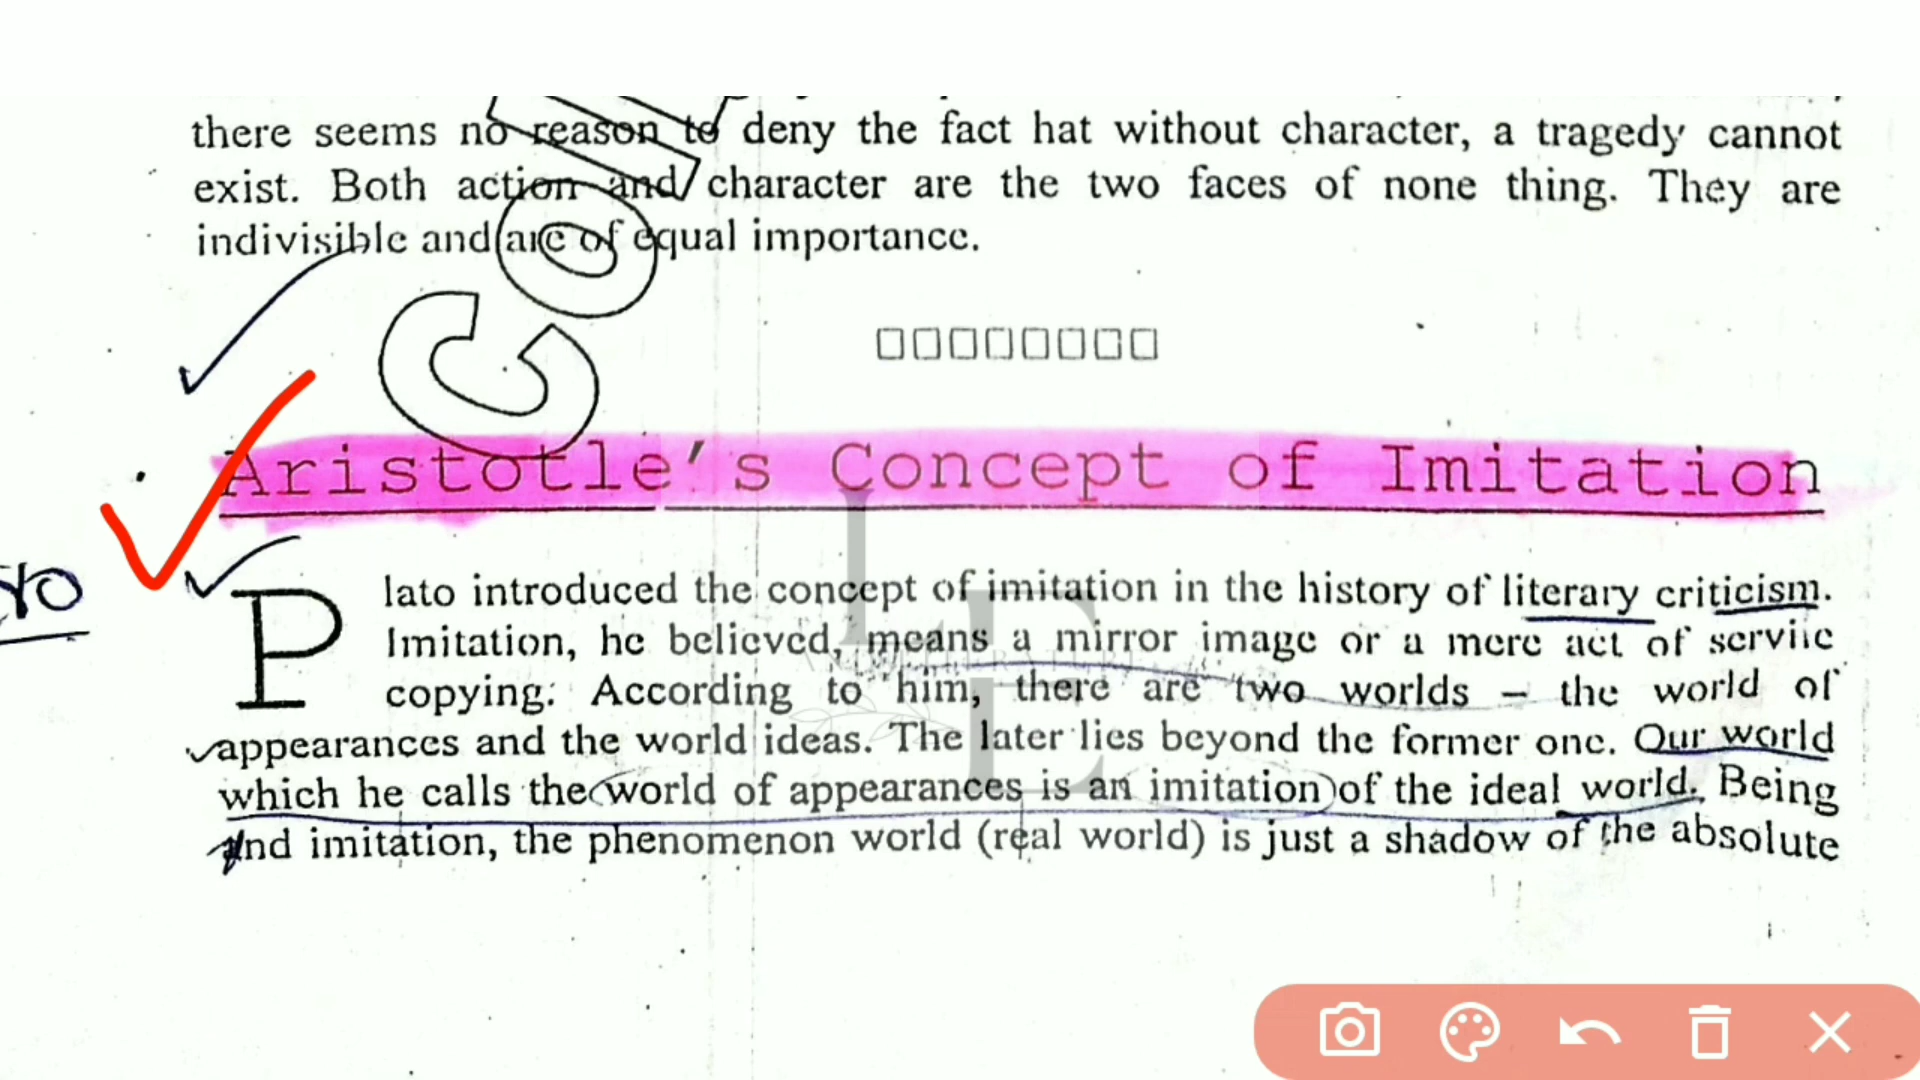 there seems no reason to deny the fact hat without character, a tragedy cannot
exist. Both action and character are the two faces of none thing. They are
indivisible and are of equal importance.
Col
Aristotle's Concept of Imitation
Plato introduced the concept of imitation in the history of literary criticism.
Imitation, he believed, means a mirror image or a mere act of servile
copying. According to him, there are two worlds – the world of
appearances and the world ideas. The later lies beyond the former one. Our world
which he calls the world of appearances is an imitation of the ideal world. Being
and imitation, the phenomenon world (real world) is just a shadow of the absolute
LE